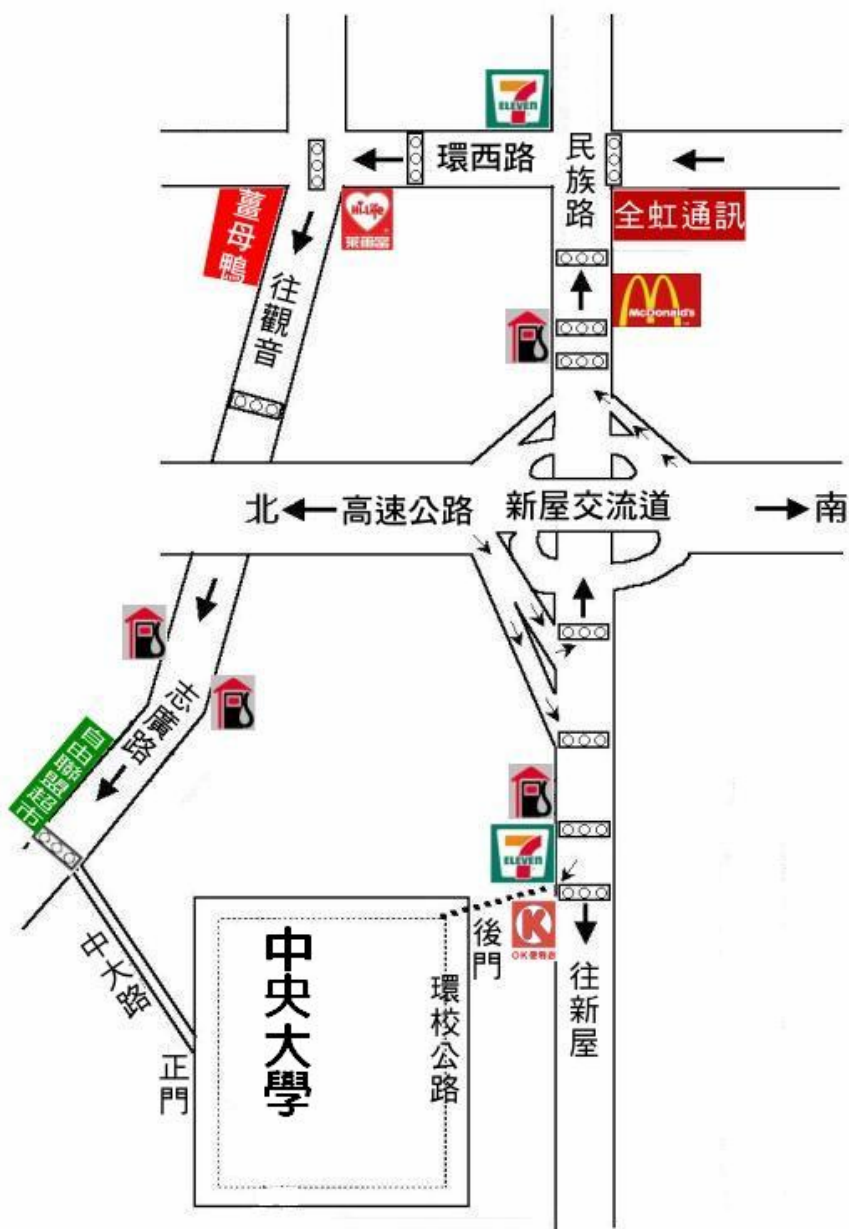 7
ELEVEN
環西路
民族路
薑母鴨
Hi-Life
萊爾富
全虹通訊
往觀音
McDonald's
北
高速公路
新屋交流道
南
志廣路
自由聯盟超市
7
ELEVEN
中大路
中央大學
後門
K
OK便利店
環校公路
往新屋
正門